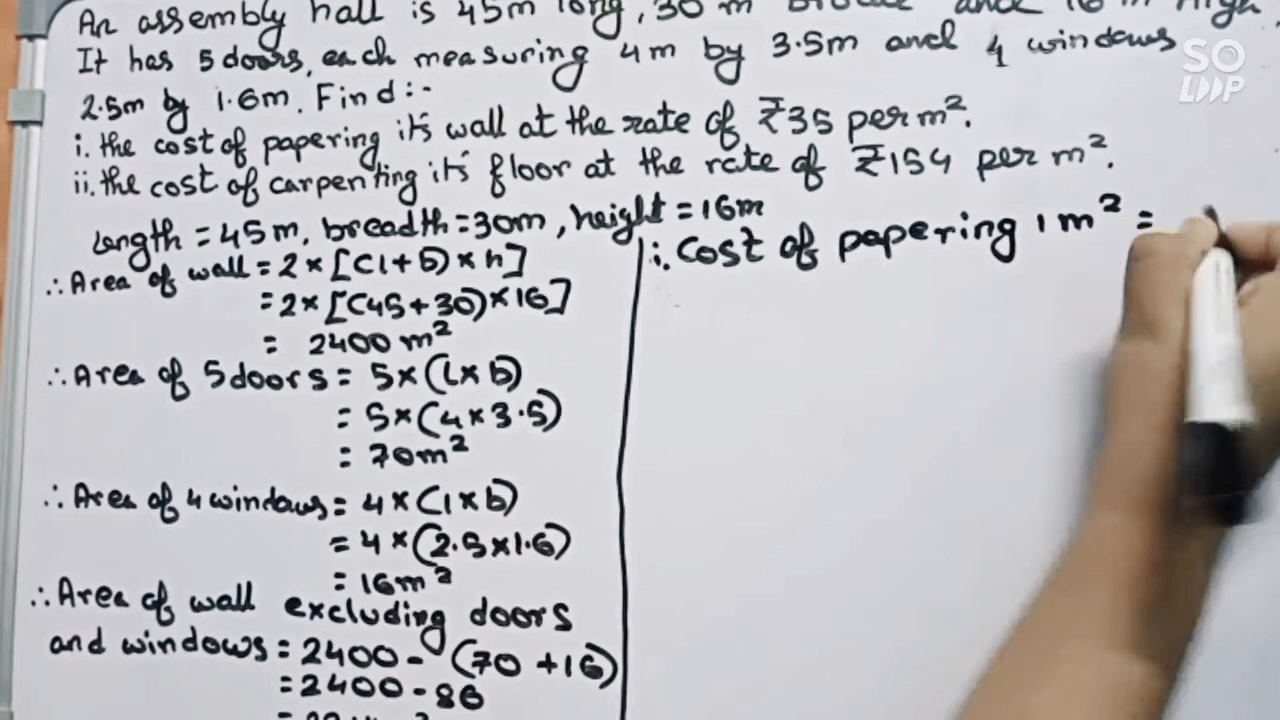 An assembly hall is 45m long, 30 m and 16 m high
It has 5 doors, each measuring 4m by 3.5m and 4 windows
2.5m by 1.6m. Find:-
i. the cost of papering it's wall at the rate of ₹35 per m².
ii. the cost of carpenting it's floor at the rate of ₹154 per m².
Length = 45m, breadth = 30m, height = 16m
∴ Area of wall = 2 × [(l + b) × h]
= 2 × [(45 + 30) × 16]
= 2400 m²
∴ Area of 5 doors = 5 × (l × b)
= 5 × (4 × 3.5)
= 70m²
∴ Area of 4 windows = 4 × (l × b)
= 4 × (2.5 × 1.6)
= 16m²
∴ Area of wall excluding doors
and windows = 2400 - (70 + 16)
= 2400 - 86
i. Cost of papering 1 m² =
SO LOOP